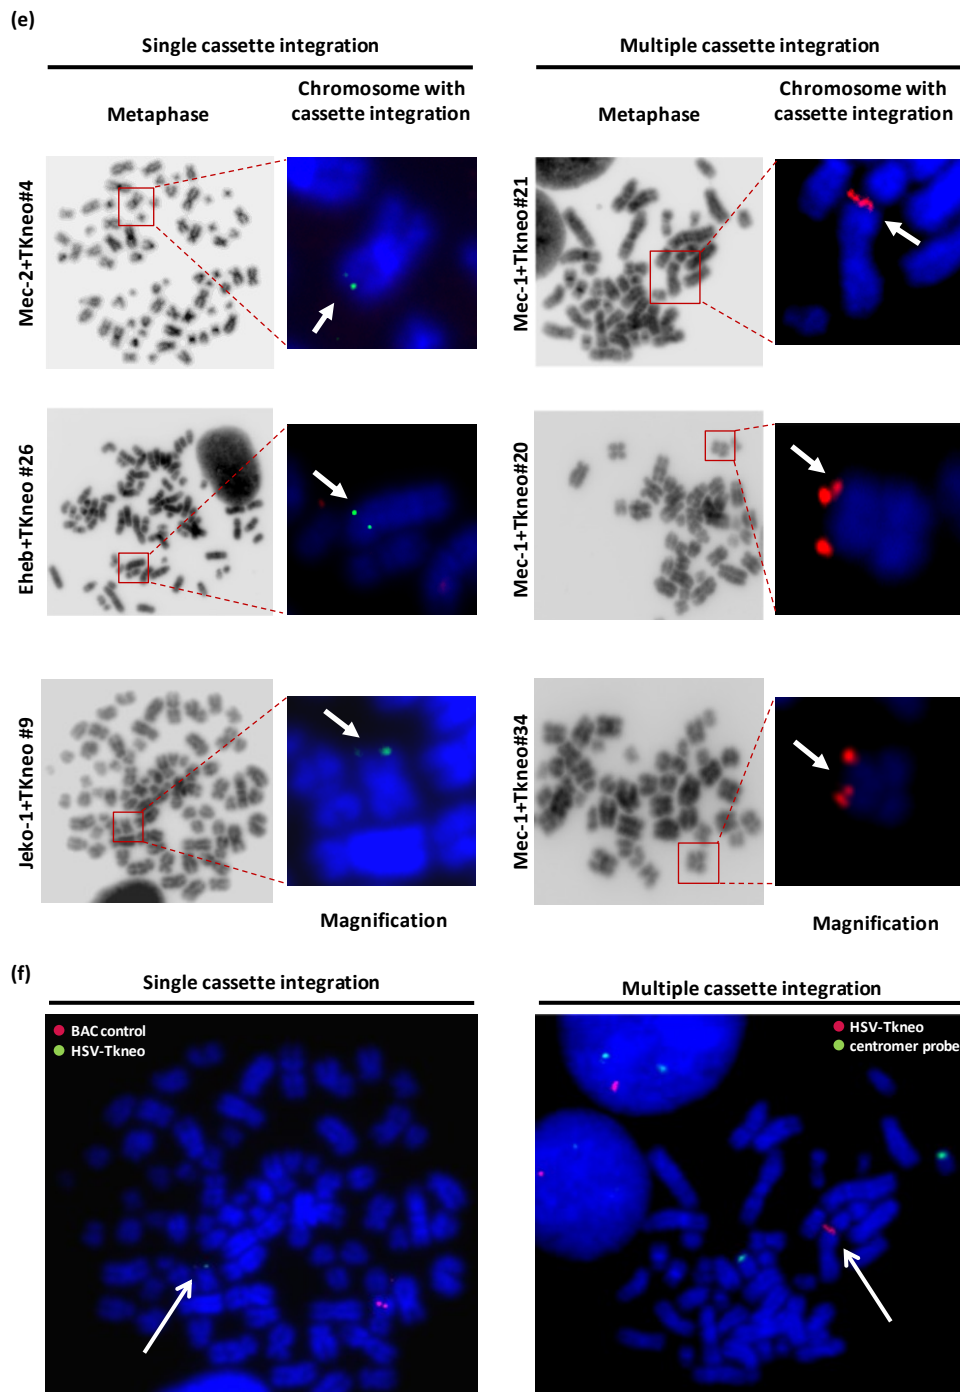 (e)
Single cassette integration
Multiple cassette integration
Metaphase
Chromosome with
cassette integration
Metaphase
Chromosome with
cassette integration
Mec-2+TKneo#4
Mec-1+TKneo#21
Eheb+TKneo #26
Mec-1+Tkneo#20
Jeko-1+TKneo #9
Mec-1+Tkneo#34
Magnification
Magnification
(f)
Single cassette integration
Multiple cassette integration
BAC control
HSV-Tkneo
HSV-Tkneo
centromer probe